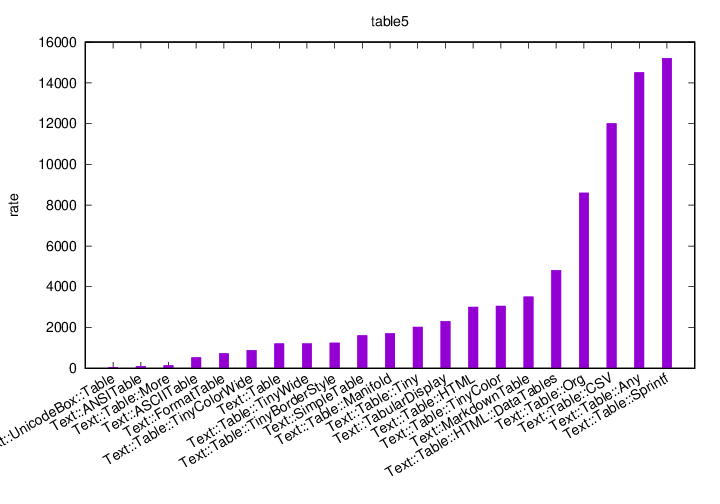 table5
16000
14000
12000
10000
8000
6000
4000
2000
0
rate
t::UnicodeBox::Table
Text::ANSITable
Text::Table::More
Text::ASCIITable
Text::FormatTable
Text::Table::TinyColorWide
Text::Table
Text::Table::TinyWide
Text::Table::TinyBorderStyle
Text::SimpleTable
Text::Table::Manifold
Text::Table::Tiny
Text::TabularDisplay
Text::Table::HTML
Text::Table::TinyColor
Text::MarkdownTable
Text::Table::HTML::DataTables
Text::Table::Org
Text::Table::CSV
Text::Table::Any
Text::Table::Sprintf